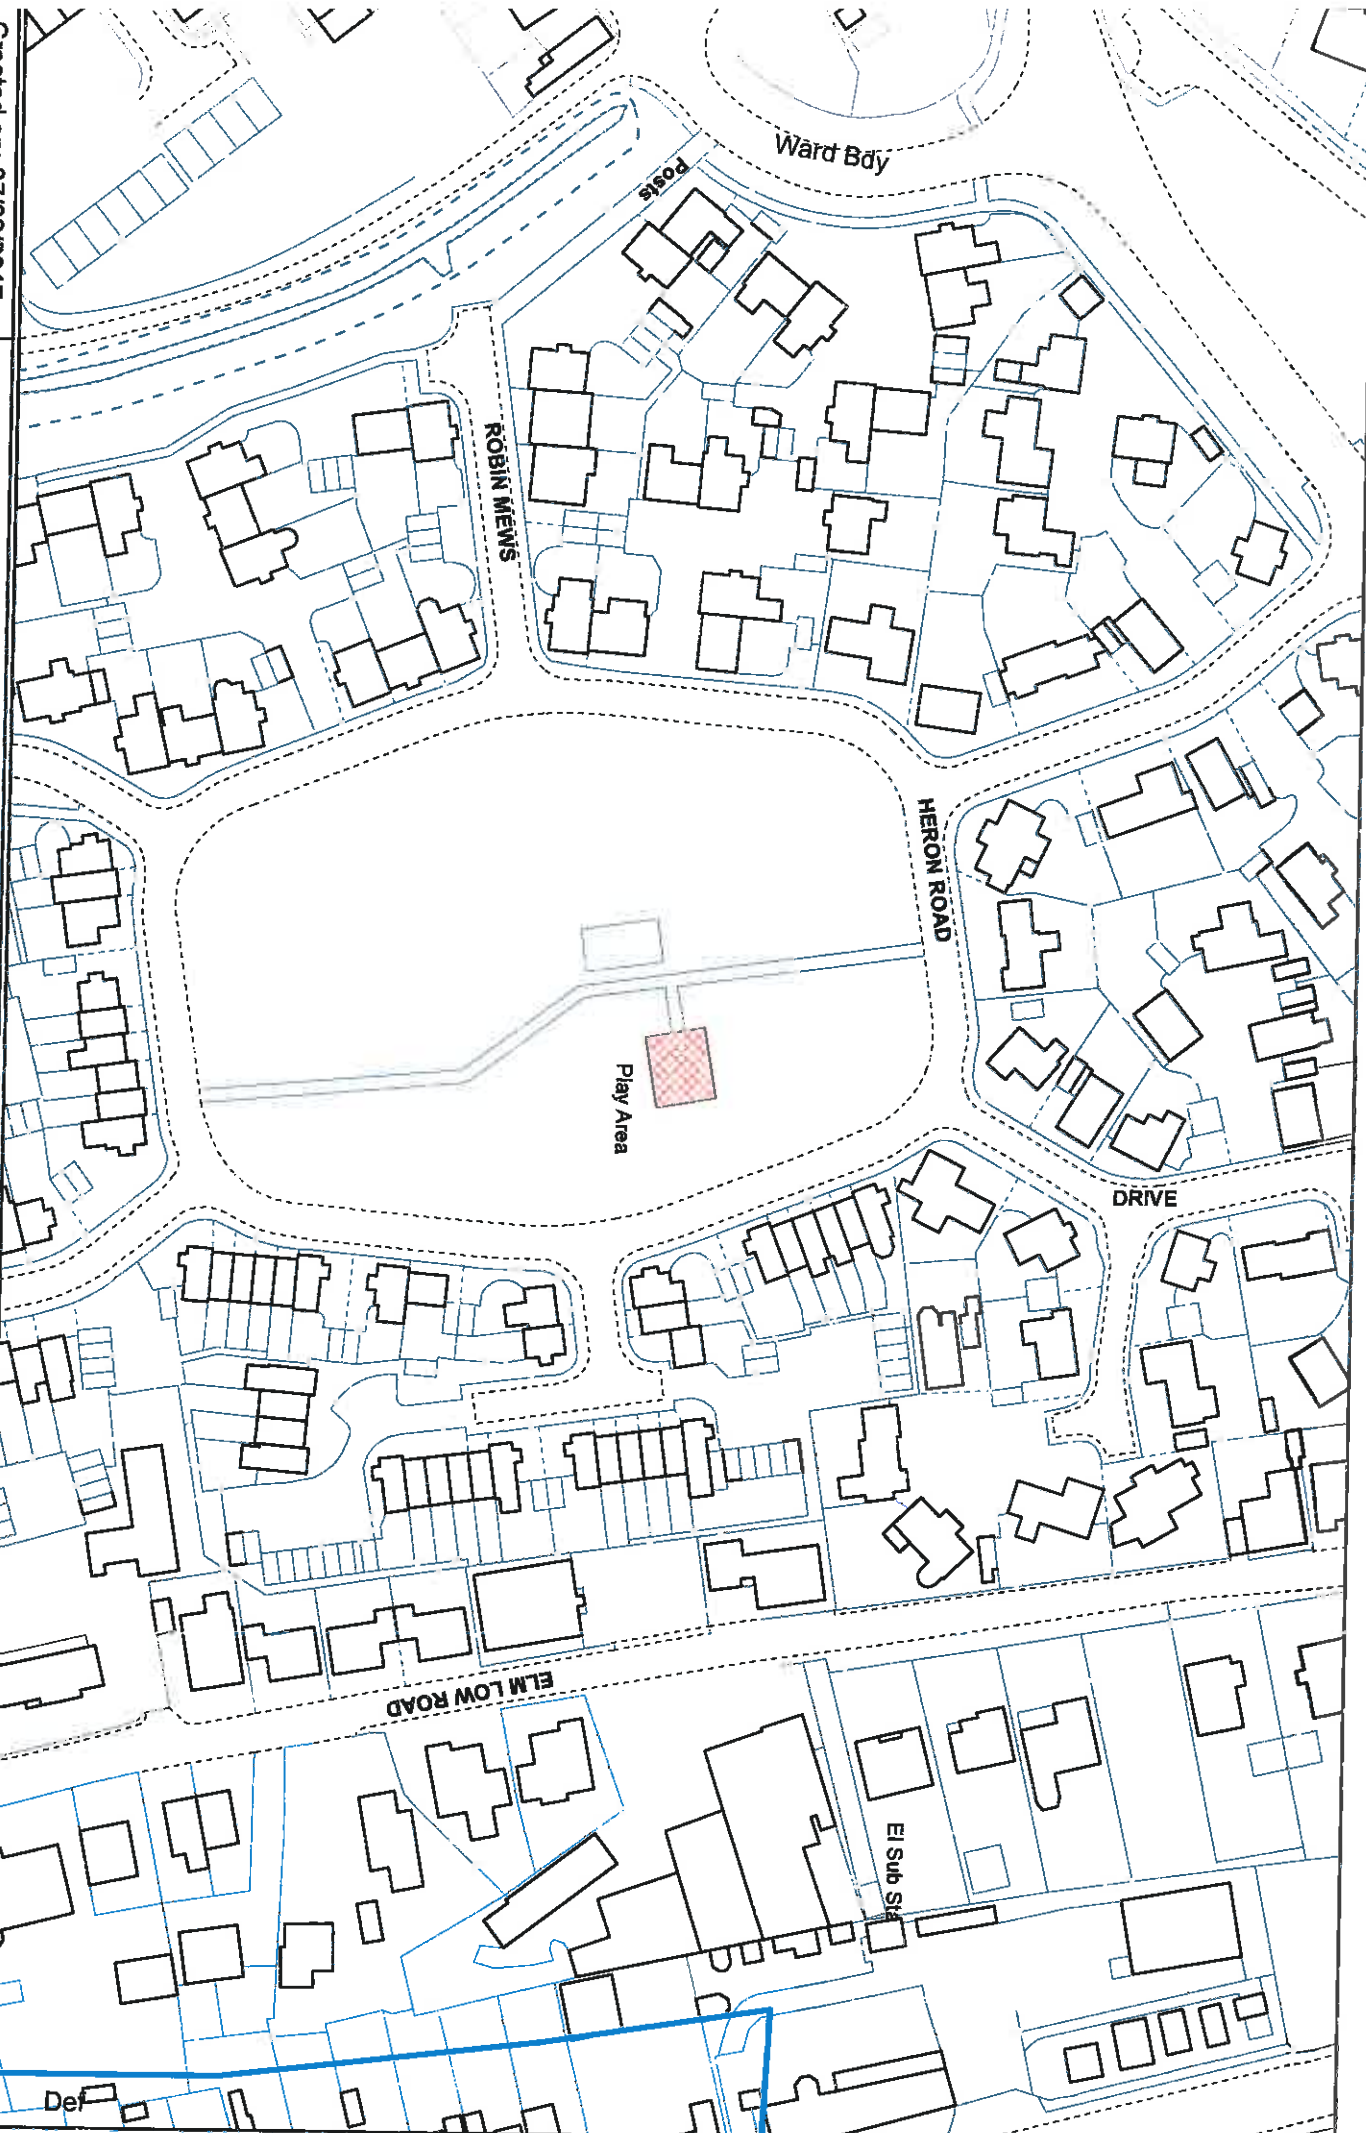 Ward Bdy
Posts
ROBIN MEWS
HERON ROAD
Play Area
DRIVE
ELM LOW ROAD
El Sub Sta
Def